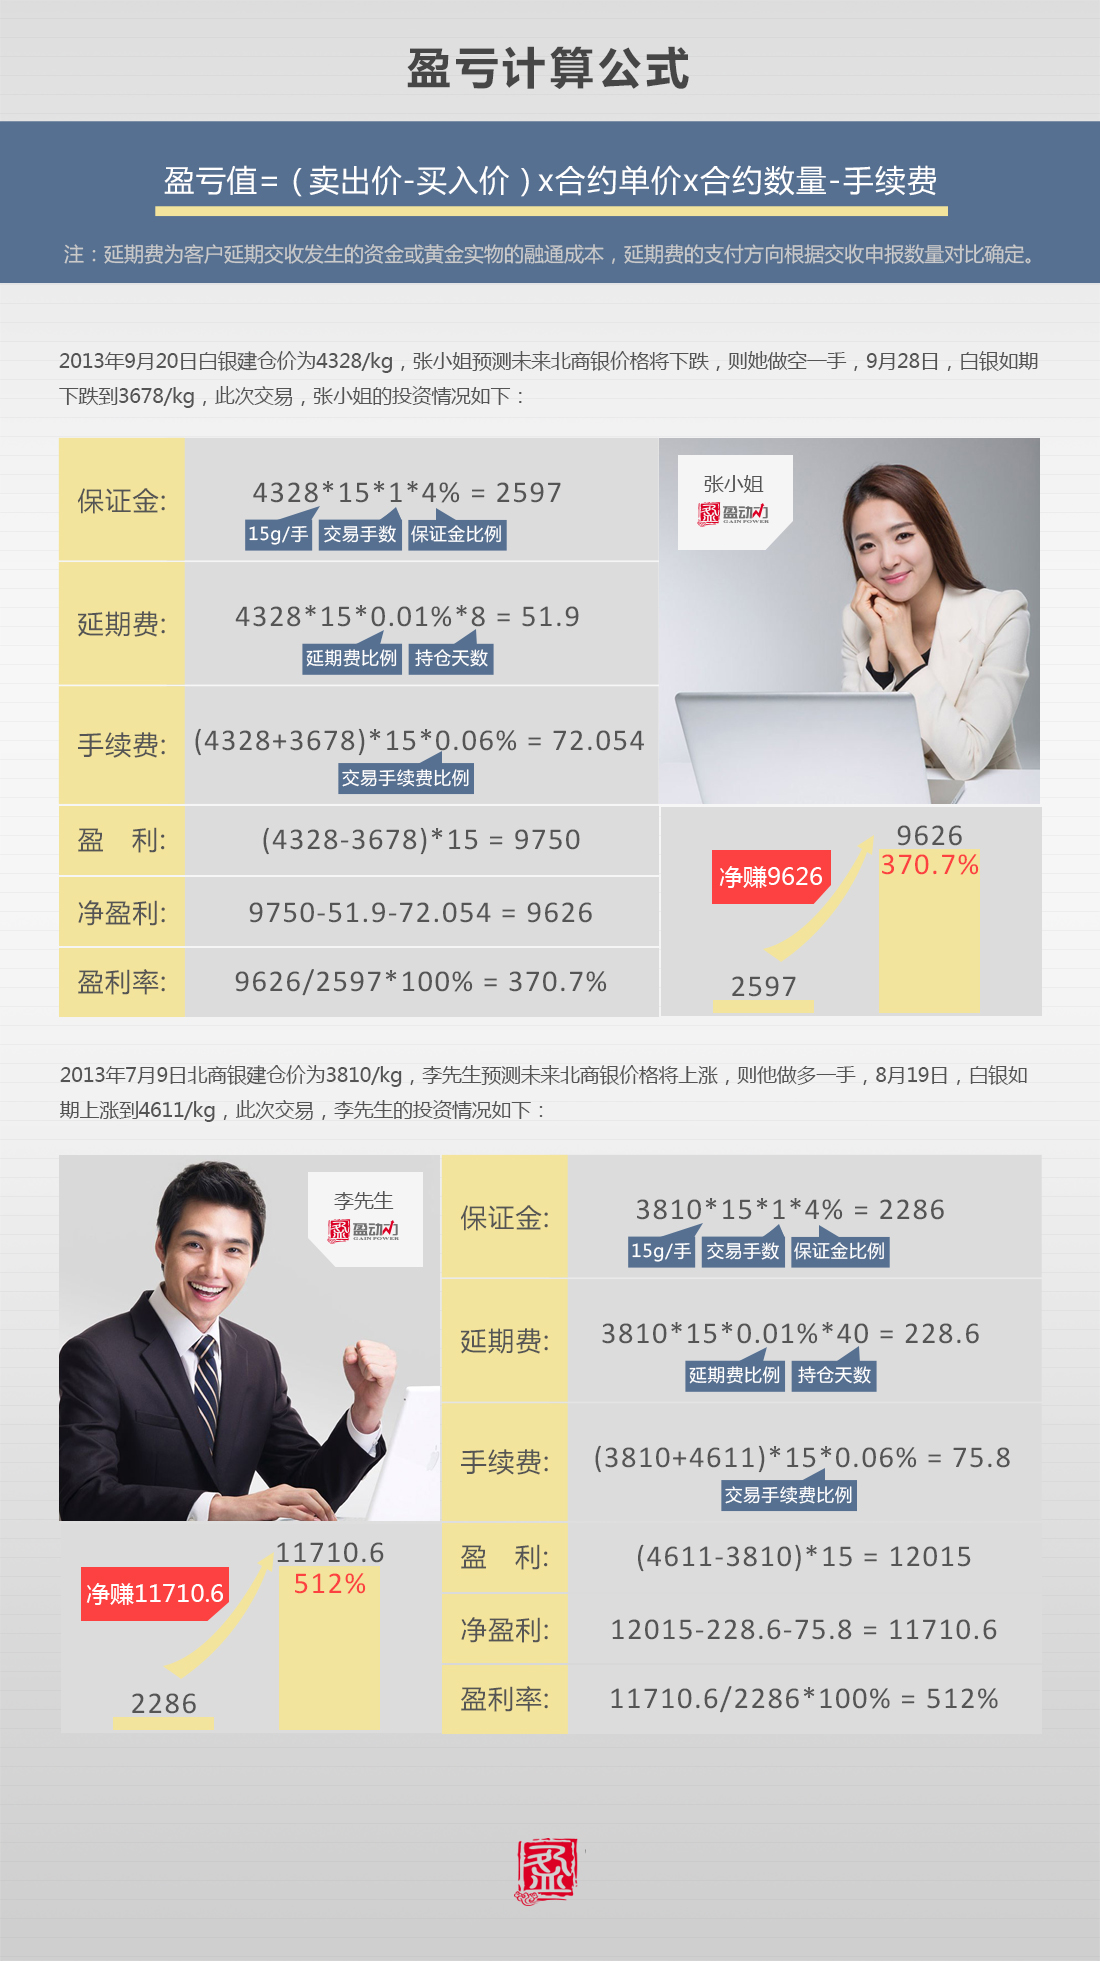 盈亏计算公式
盈亏值=（卖出价-买入价）x合约单价x合约数量-手续费
注：延期费为客户延期交收发生的资金或黄金实物的融通成本，延期费的支付方向根据交收申报数量对比确定。
2013年9月20日白银建仓价为4328/kg，张小姐预测未来北商银价格将下跌，则她做空一手，9月28日，白银如期
下跌到3678/kg，此次交易，张小姐的投资情况如下：
保证金:
4328*15*1*4% = 2597
15g/手 交易手数 保证金比例
延期费:
4328*15*0.01%*8 = 51.9
延期费比例 持仓天数
手续费:
(4328+3678)*15*0.06% = 72.054
交易手续费比例
盈 利:
(4328-3678)*15 = 9750
净盈利:
9750-51.9-72.054 = 9626
盈利率:
9626/2597*100% = 370.7%
张小姐
盈动力
GAIN POWER
9626
370.7%
净赚9626
2597
2013年7月9日北商银建仓价为3810/kg，李先生预测未来北商银价格将上涨，则他做多一手，8月19日，白银如
期上涨到4611/kg，此次交易，李先生的投资情况如下：
李先生
盈动力
GAIN POWER
保证金:
3810*15*1*4% = 2286
15g/手 交易手数 保证金比例
延期费:
3810*15*0.01%*40 = 228.6
延期费比例 持仓天数
手续费:
(3810+4611)*15*0.06% = 75.8
交易手续费比例
盈 利:
(4611-3810)*15 = 12015
净盈利:
12015-228.6-75.8 = 11710.6
盈利率:
11710.6/2286*100% = 512%
11710.6
512%
净赚11710.6
2286